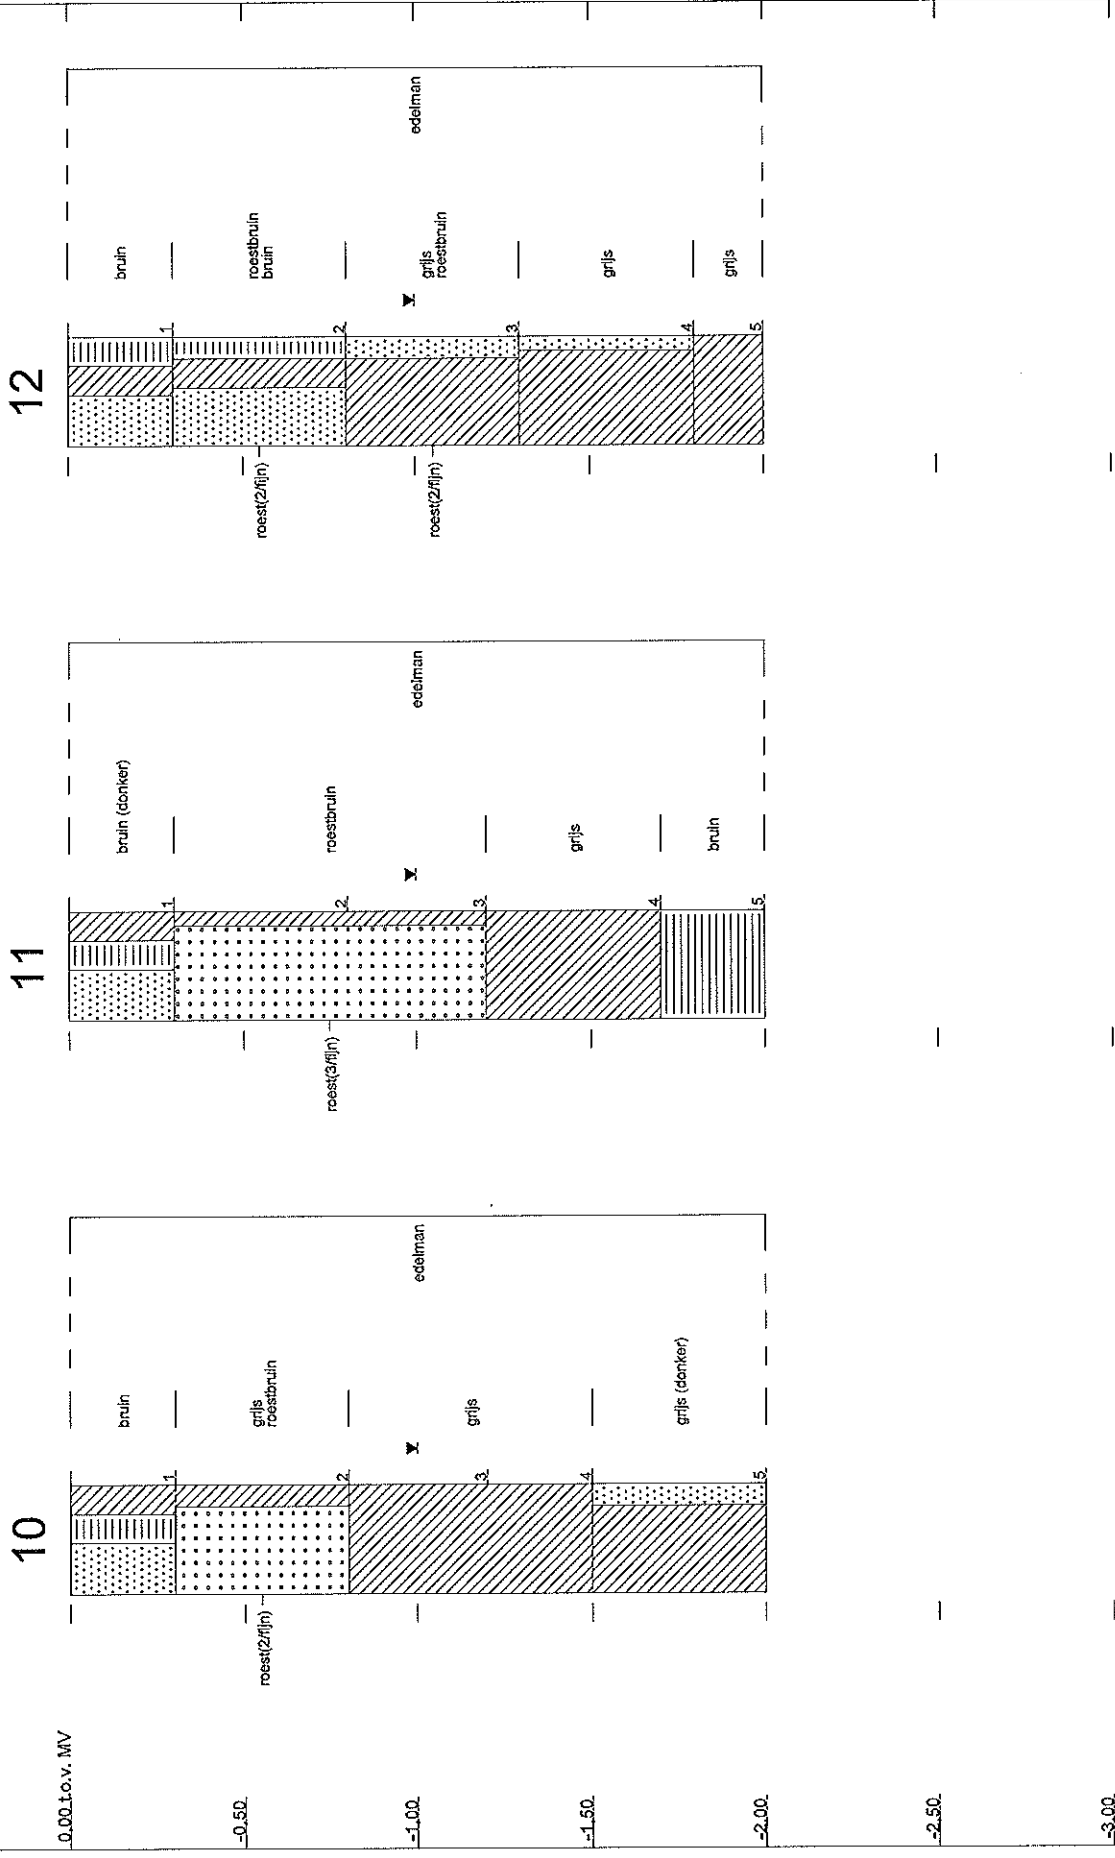 0.00 t.o.v. MV
-0.50
-1.00
-1.50
-2.00
-2.50
-3.00
10
roest(2/fijn)
1
2
3
4
5
bruin
grijs
roestbruin
grijs
grijs (donker)
edelman
11
roest(3/fijn)
1
2
3
4
5
bruin (donker)
roestbruin
grijs
bruin
edelman
12
roest(2/fijn)
roest(2/fijn)
1
2
3
4
5
bruin
roestbruin
bruin
grijs
roestbruin
grijs
grijs
edelman